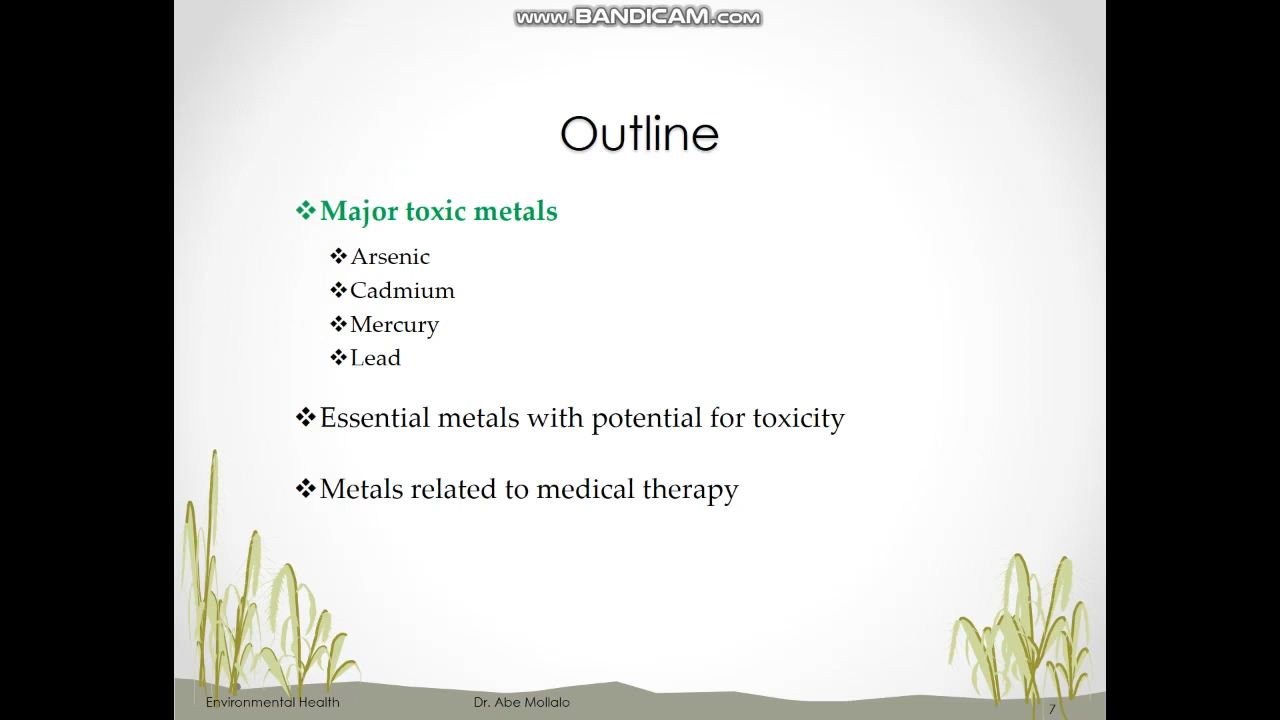 www.BANDICAM.com
Outline
❖Major toxic metals
❖Arsenic
❖Cadmium
❖Mercury
❖Lead
❖Essential metals with potential for toxicity
❖Metals related to medical therapy
Environmental Health Dr. Abe Mollalo 7